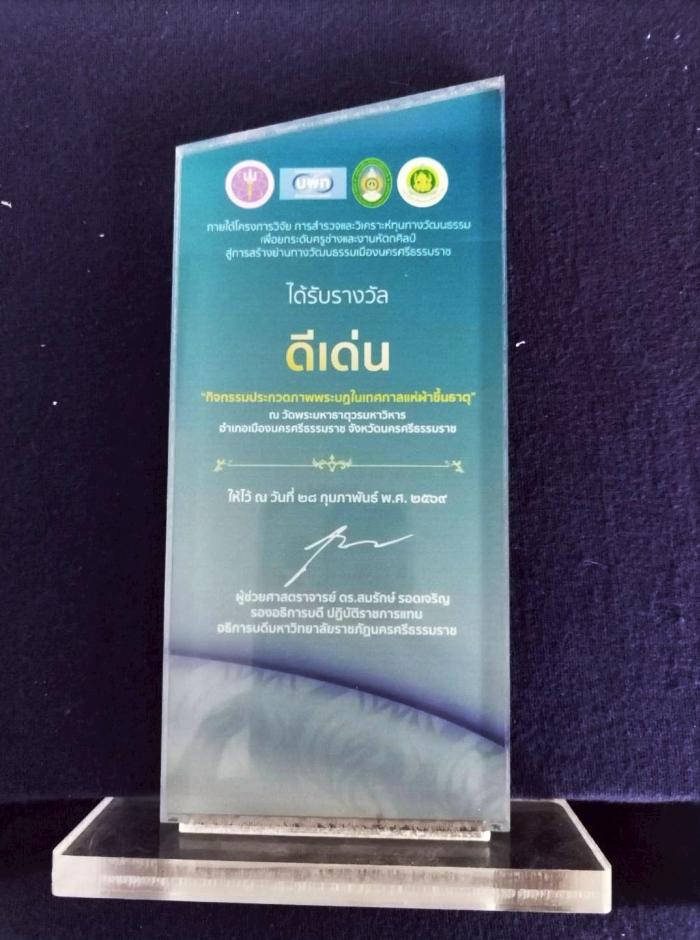 บพท
ภายใต้โครงการวิจัย การสำรวจและวิเคราะห์ทุนทางวัฒนธรรม
เพื่อยกระดับครูช่างและงานหัตถศิลป์
สู่การสร้างย่านทางวัฒนธรรมเมืองนครศรีธรรมราช
ได้รับรางวัล
ดีเด่น
"กิจกรรมประกวดภาพพระบฎในเทศกาลแห่ผ้าขึ้นธาตุ"
ณ วัดพระมหาธาตุวรมหาวิหาร
อำเภอเมืองนครศรีธรรมราช จังหวัดนครศรีธรรมราช
ให้ไว้ ณ วันที่ ๒๘ กุมภาพันธ์ พ.ศ. ๒๕๖๙
ผู้ช่วยศาสตราจารย์ ดร.สมรักษ์ รอดเจริญ
รองอธิการบดี ปฏิบัติราชการแทน
อธิการบดีมหาวิทยาลัยราชภัฏนครศรีธรรมราช